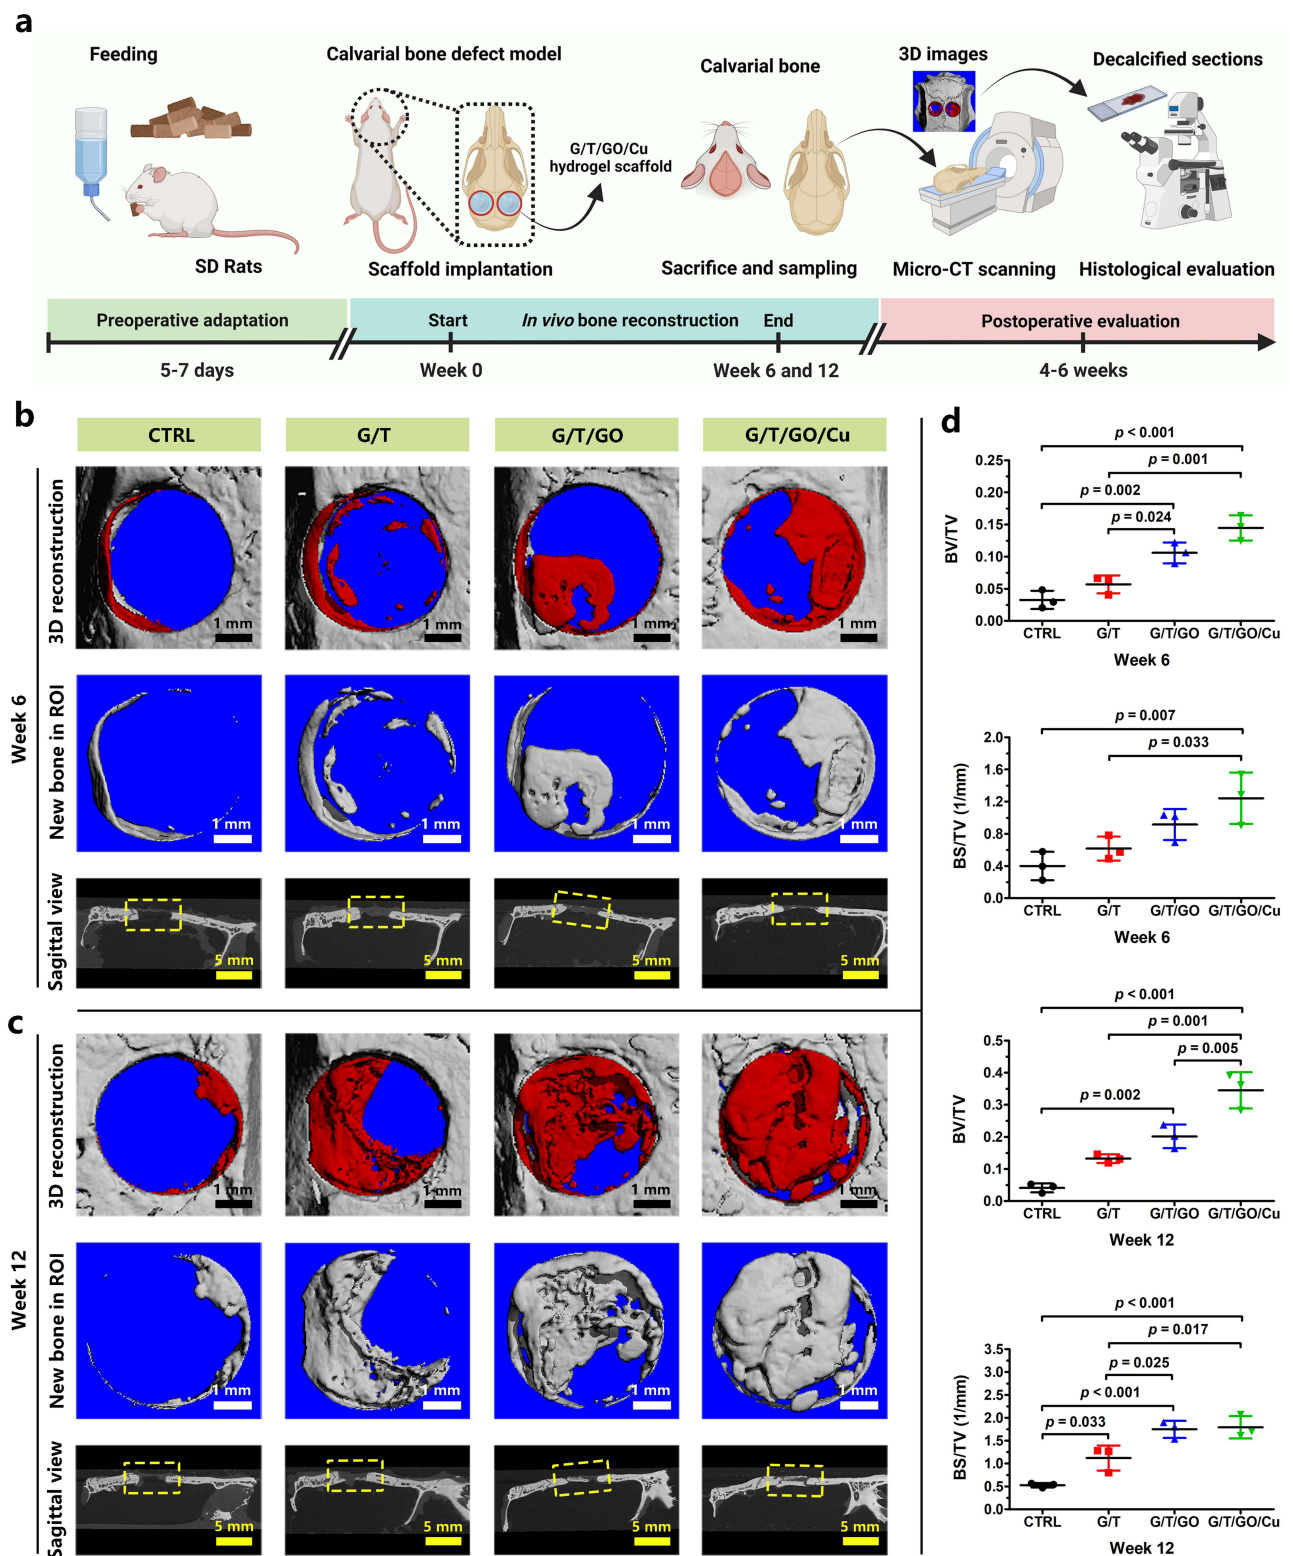 a
Feeding
Calvarial bone defect model
Calvarial bone
3D images
Decalcified sections
G/T/GO/Cu
hydrogel scaffold
SD Rats
Scaffold implantation
Sacrifice and sampling
Micro-CT scanning
Histological evaluation
Preoperative adaptation
Start
In vivo bone reconstruction
End
Postoperative evaluation
5-7 days
Week 0
Week 6 and 12
4-6 weeks
b
CTRL
G/T
G/T/GO
G/T/GO/Cu
Week 6
3D reconstruction
1 mm
1 mm
1 mm
1 mm
New bone in ROI
1 mm
1 mm
1 mm
1 mm
Sagittal view
5 mm
5 mm
5 mm
5 mm
c
Week 12
3D reconstruction
1 mm
1 mm
1 mm
1 mm
New bone in ROI
1 mm
1 mm
1 mm
1 mm
Sagittal view
5 mm
5 mm
5 mm
5 mm
d
p < 0.001
p = 0.001
p = 0.002
p = 0.024
BV/TV
0.25
0.20
0.15
0.10
0.05
0.00
CTRL
G/T
G/T/GO
G/T/GO/Cu
Week 6
p = 0.007
p = 0.033
BS/TV (1/mm)
2.0
1.6
1.2
0.8
0.4
0.0
CTRL
G/T
G/T/GO
G/T/GO/Cu
Week 6
p < 0.001
p = 0.001
p = 0.005
p = 0.002
BV/TV
0.5
0.4
0.3
0.2
0.1
0.0
CTRL
G/T
G/T/GO
G/T/GO/Cu
Week 12
p < 0.001
p = 0.017
p = 0.025
p < 0.001
p = 0.033
BS/TV (1/mm)
3.5
3.0
2.5
2.0
1.5
1.0
0.5
0.0
CTRL
G/T
G/T/GO
G/T/GO/Cu
Week 12